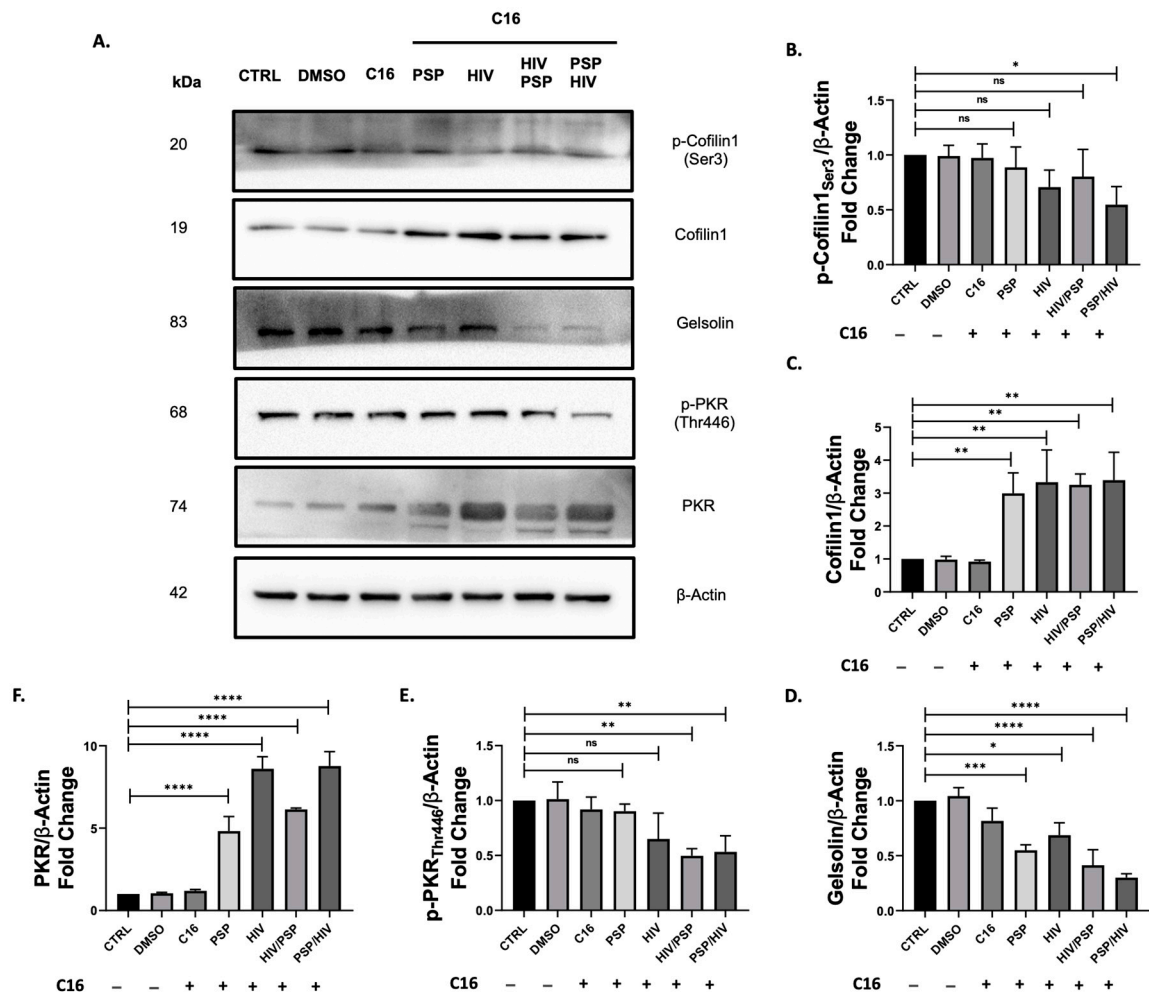 A.
C16
kDa
CTRL DMSO C16 PSP HIV HIV PSP PSP HIV
20 p-Cofilin1 (Ser3)
19 Cofilin1
83 Gelsolin
68 p-PKR (Thr446)
74 PKR
42 β-Actin
B.
p-Cofilin1Ser3/β-Actin
Fold Change
*
ns
ns
ns
1.5
1.0
0.5
0.0
CTRL DMSO C16 PSP HIV HIV/PSP PSP/HIV
C16 – – + + + + +
C.
Cofilin1/β-Actin
Fold Change
**
**
**
**
5
4
3
2
1
0
CTRL DMSO C16 PSP HIV HIV/PSP PSP/HIV
C16 – – + + + + +
F.
PKR/β-Actin
Fold Change
****
****
****
****
10
5
0
CTRL DMSO C16 PSP HIV HIV/PSP PSP/HIV
C16 – – + + + + +
E.
p-PKRThr446/β-Actin
Fold Change
**
**
ns
ns
1.5
1.0
0.5
0.0
CTRL DMSO C16 PSP HIV HIV/PSP PSP/HIV
C16 – – + + + + +
D.
Gelsolin/β-Actin
Fold Change
****
****
*
***
1.5
1.0
0.5
0.0
CTRL DMSO C16 PSP HIV HIV/PSP PSP/HIV
C16 – – + + + + +